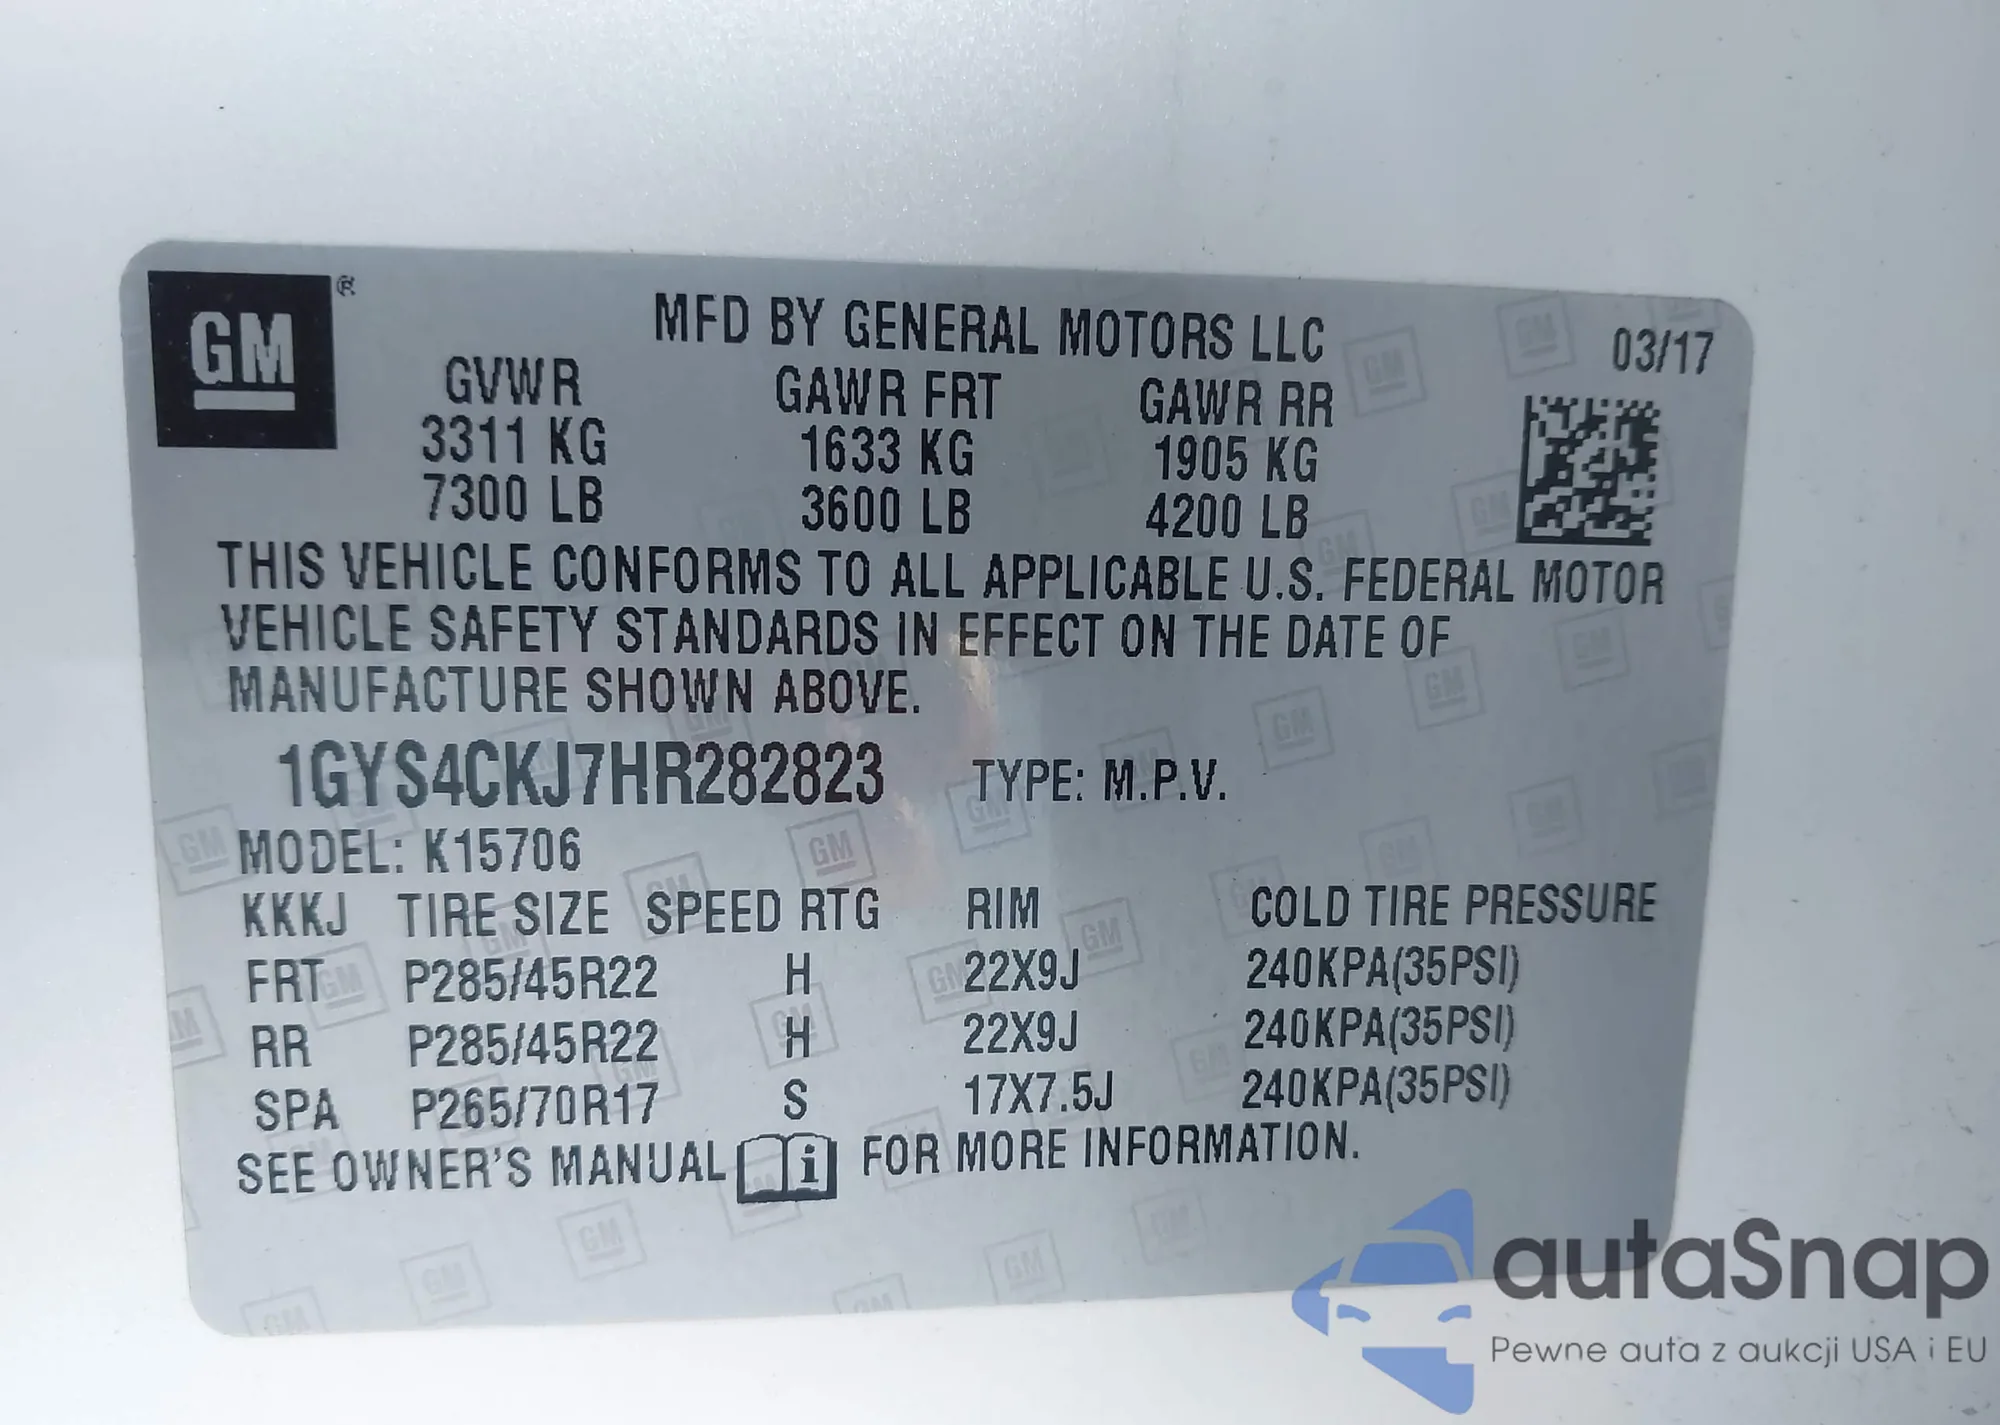 GM ®
MFD BY GENERAL MOTORS LLC 03/17
GVWR GAWR FRT GAWR RR
3311 KG 1633 KG 1905 KG
7300 LB 3600 LB 4200 LB
THIS VEHICLE CONFORMS TO ALL APPLICABLE U.S. FEDERAL MOTOR
VEHICLE SAFETY STANDARDS IN EFFECT ON THE DATE OF
MANUFACTURE SHOWN ABOVE.
1GYS4CKJ7HR282823 TYPE: M.P.V.
MODEL: K15706
KKKJ TIRE SIZE SPEED RTG RIM COLD TIRE PRESSURE
FRT P285/45R22 H 22X9J 240KPA(35PSI)
RR P285/45R22 H 22X9J 240KPA(35PSI)
SPA P265/70R17 S 17X7.5J 240KPA(35PSI)
SEE OWNER'S MANUAL i FOR MORE INFORMATION.
autaSnap
Pewne auta z aukcji USA i EU